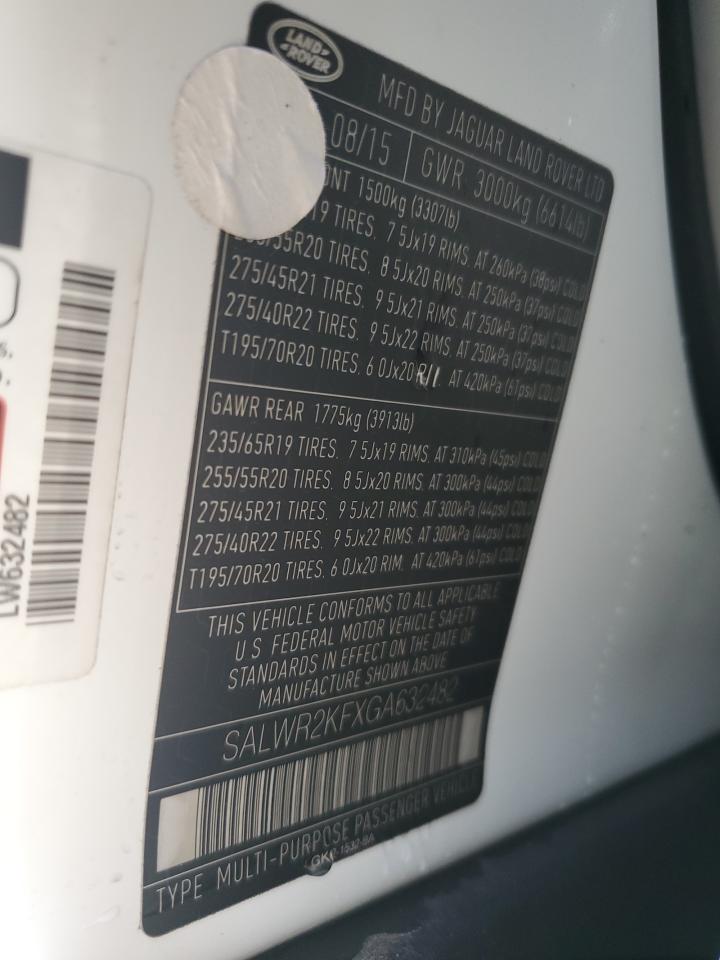 LAND
ROVER
MFD BY JAGUAR LAND ROVER LTD
08/15 GWR 3000kg (6614lb)
1500kg (3307lb)
TIRES, 7 5Jx19 RIMS, AT 260kPa (38psi) COLD
TIRES, 8 5Jx20 RIMS, AT 250kPa (37psi) COLD
275/45R21 TIRES, 9 5Jx21 RIMS, AT 250kPa (37psi) COLD
275/40R22 TIRES, 9 5Jx22 RIMS, AT 250kPa (37psi) COLD
T195/70R20 TIRES, 6 0Jx20 AT 420kPa (61psi) COLD
GAWR REAR 1775kg (3913lb)
235/65R19 TIRES, 7 5Jx19 RIMS, AT 310kPa (45psi) COLD
255/55R20 TIRES, 8 5Jx20 RIMS, AT 300kPa (44psi) COLD
275/45R21 TIRES, 9 5Jx21 RIMS, AT 300kPa (44psi) COLD
275/40R22 TIRES, 9 5Jx22 RIMS, AT 300kPa (44psi) COLD
T195/70R20 TIRES, 6 0Jx20 RIM, AT 420kPa (61psi) COLD
THIS VEHICLE CONFORMS TO ALL APPLICABLE
U S FEDERAL MOTOR VEHICLE SAFETY
STANDARDS IN EFFECT ON THE DATE OF
MANUFACTURE SHOWN ABOVE
SALWR2KFXGA632482
TYPE MULTI-PURPOSE PASSENGER VEHICLE
LW632482